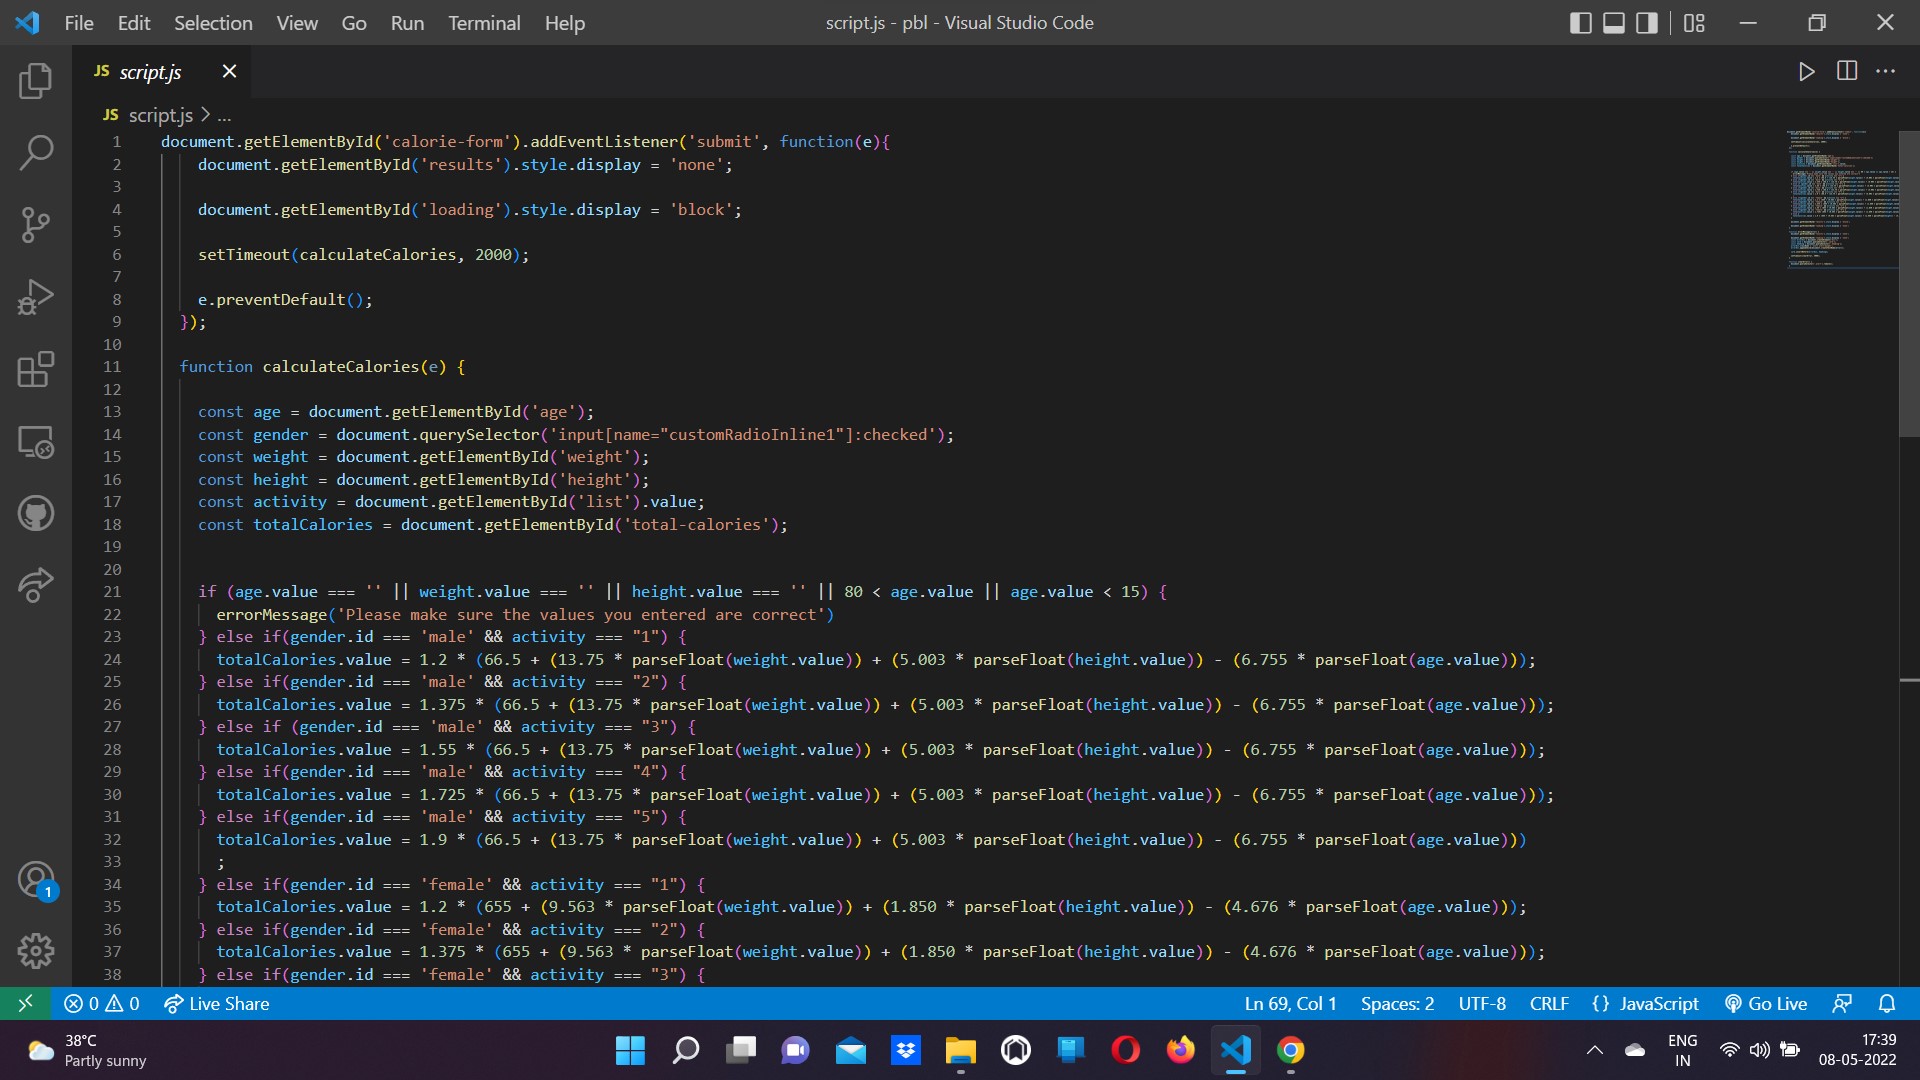 File Edit Selection View Go Run Terminal Help script.js - pbl - Visual Studio Code
JS script.js
JS script.js > ...
1 document.getElementById('calorie-form').addEventListener('submit', function(e){
2 document.getElementById('results').style.display = 'none';
3
4 document.getElementById('loading').style.display = 'block';
5
6 setTimeout(calculateCalories, 2000);
7
8 e.preventDefault();
9 });
10
11 function calculateCalories(e) {
12
13 const age = document.getElementById('age');
14 const gender = document.querySelector('input[name="customRadioInline1"]:checked');
15 const weight = document.getElementById('weight');
16 const height = document.getElementById('height');
17 const activity = document.getElementById('list').value;
18 const totalCalories = document.getElementById('total-calories');
19
20
21 if (age.value === '' || weight.value === '' || height.value === '' || 80 < age.value || age.value < 15) {
22 errorMessage('Please make sure the values you entered are correct')
23 } else if(gender.id === 'male' && activity === "1") {
24 totalCalories.value = 1.2 * (66.5 + (13.75 * parseFloat(weight.value)) + (5.003 * parseFloat(height.value)) - (6.755 * parseFloat(age.value)));
25 } else if(gender.id === 'male' && activity === "2") {
26 totalCalories.value = 1.375 * (66.5 + (13.75 * parseFloat(weight.value)) + (5.003 * parseFloat(height.value)) - (6.755 * parseFloat(age.value)));
27 } else if (gender.id === 'male' && activity === "3") {
28 totalCalories.value = 1.55 * (66.5 + (13.75 * parseFloat(weight.value)) + (5.003 * parseFloat(height.value)) - (6.755 * parseFloat(age.value)));
29 } else if(gender.id === 'male' && activity === "4") {
30 totalCalories.value = 1.725 * (66.5 + (13.75 * parseFloat(weight.value)) + (5.003 * parseFloat(height.value)) - (6.755 * parseFloat(age.value)));
31 } else if(gender.id === 'male' && activity === "5") {
32 totalCalories.value = 1.9 * (66.5 + (13.75 * parseFloat(weight.value)) + (5.003 * parseFloat(height.value)) - (6.755 * parseFloat(age.value)))
33 ;
34 } else if(gender.id === 'female' && activity === "1") {
35 totalCalories.value = 1.2 * (655 + (9.563 * parseFloat(weight.value)) + (1.850 * parseFloat(height.value)) - (4.676 * parseFloat(age.value)));
36 } else if(gender.id === 'female' && activity === "2") {
37 totalCalories.value = 1.375 * (655 + (9.563 * parseFloat(weight.value)) + (1.850 * parseFloat(height.value)) - (4.676 * parseFloat(age.value)));
38 } else if(gender.id === 'female' && activity === "3") {
1
0 0 Live Share Ln 69, Col 1 Spaces: 2 UTF-8 CRLF {} JavaScript Go Live
38°C
Partly sunny
ENG
IN
17:39
08-05-2022